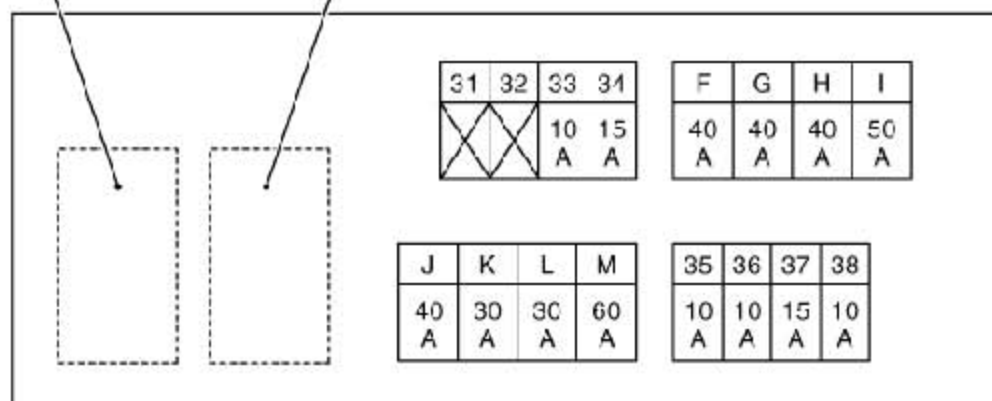 31 32 33 34
10 A 15 A
F G H I
40 A 40 A 40 A 50 A
J K L M
40 A 30 A 30 A 60 A
35 36 37 38
10 A 10 A 15 A 10 A